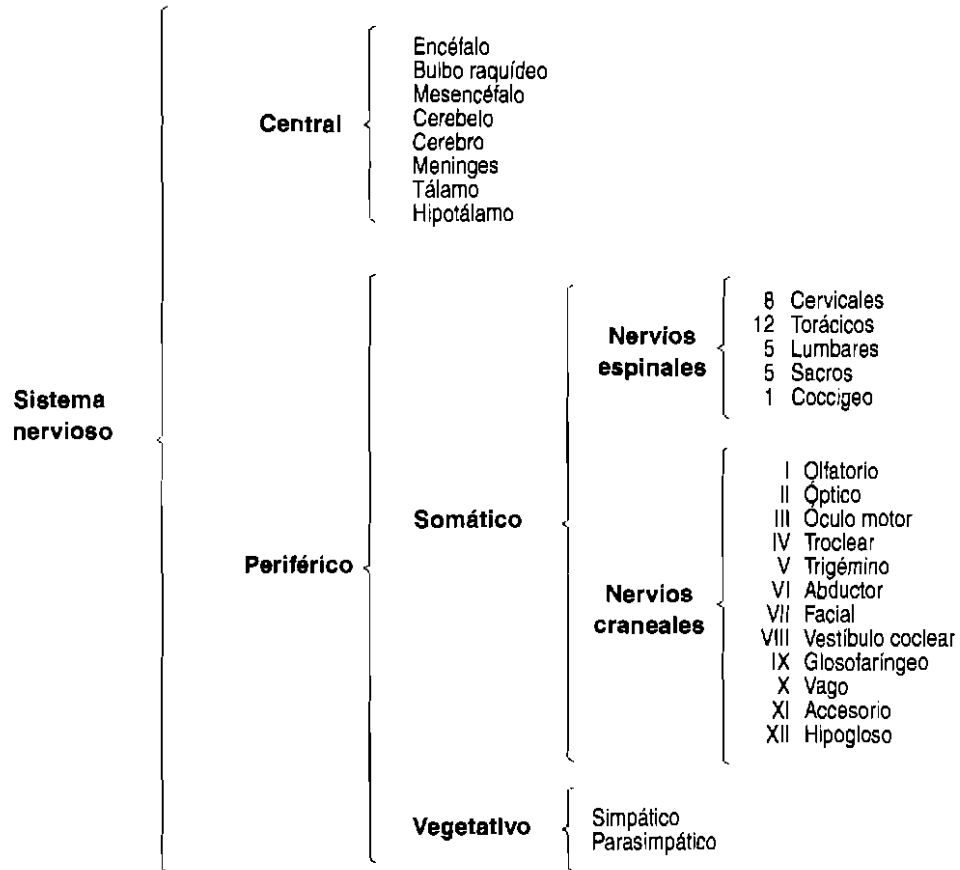 Sistema
nervioso
Central
Encéfalo
Bulbo raquídeo
Mesencéfalo
Cerebelo
Cerebro
Meninges
Tálamo
Hipotálamo
Periférico
Somático
Nervios
espinales
8 Cervicales
12 Torácicos
5 Lumbares
5 Sacros
1 Coccigeo
Nervios
craneales
I Olfatorio
II Óptico
III Óculo motor
IV Troclear
V Trigémino
VI Abductor
VII Facial
VIII Vestíbulo coclear
IX Glosofaríngeo
X Vago
XI Accesorio
XII Hipogloso
Vegetativo
Simpático
Parasimpático